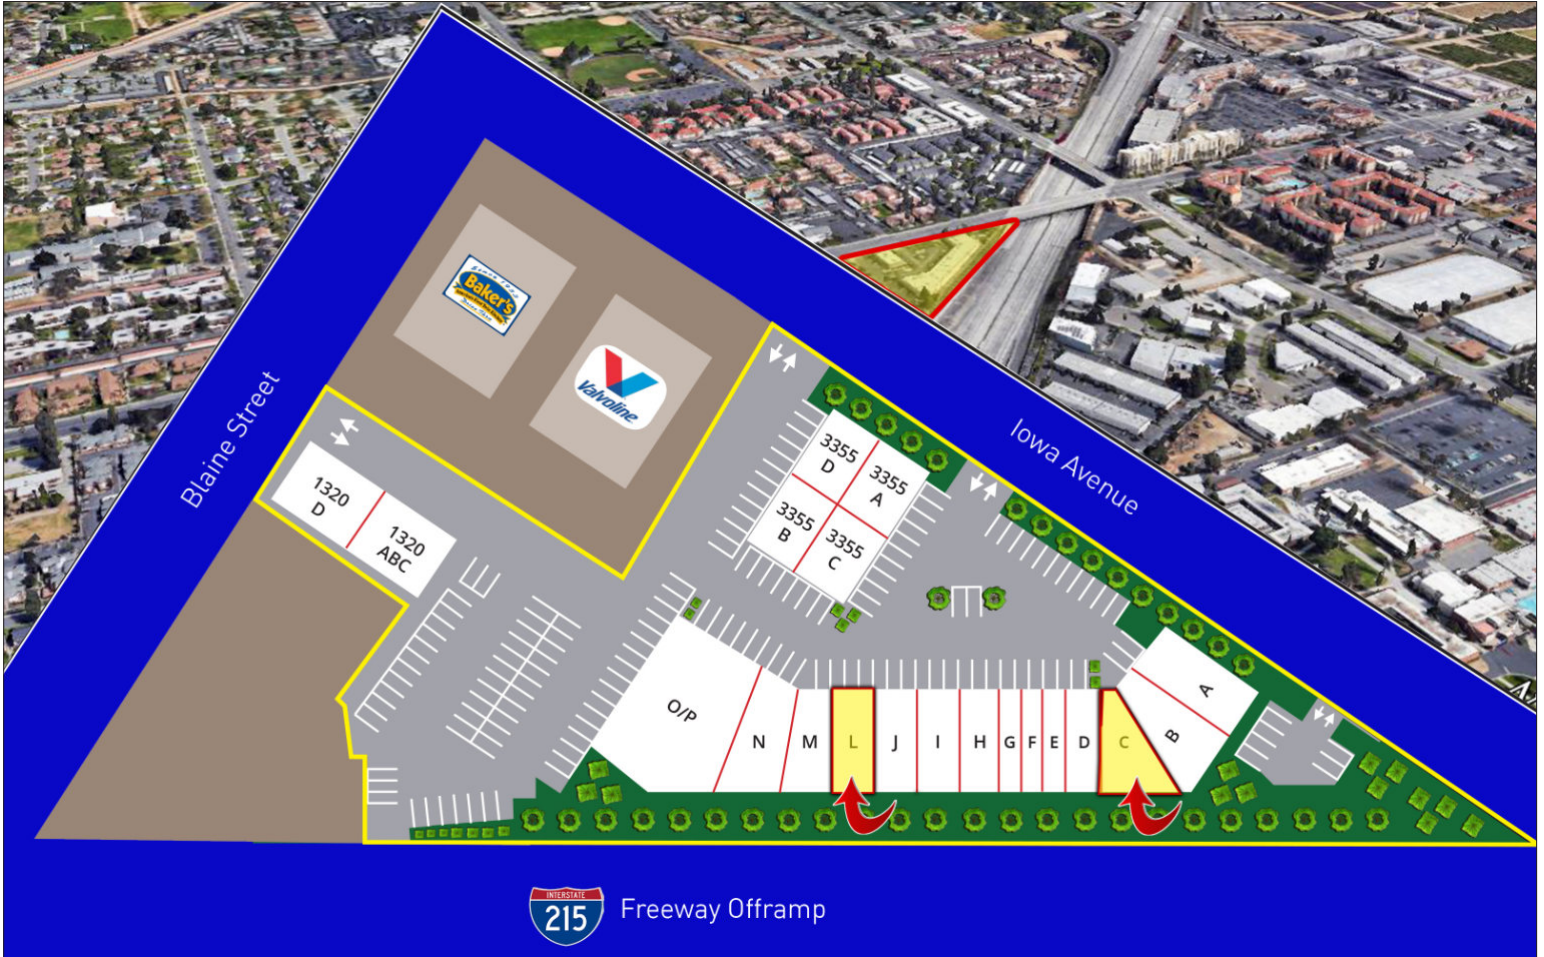 Baker's
Valvoline
Blaine Street
Iowa Avenue
1320
D
1320
ABC
3355
D
3355
A
3355
B
3355
C
O/P
N
M
L
J
I
H
G
F
E
D
C
B
A
INTERSTATE
215
Freeway Offramp